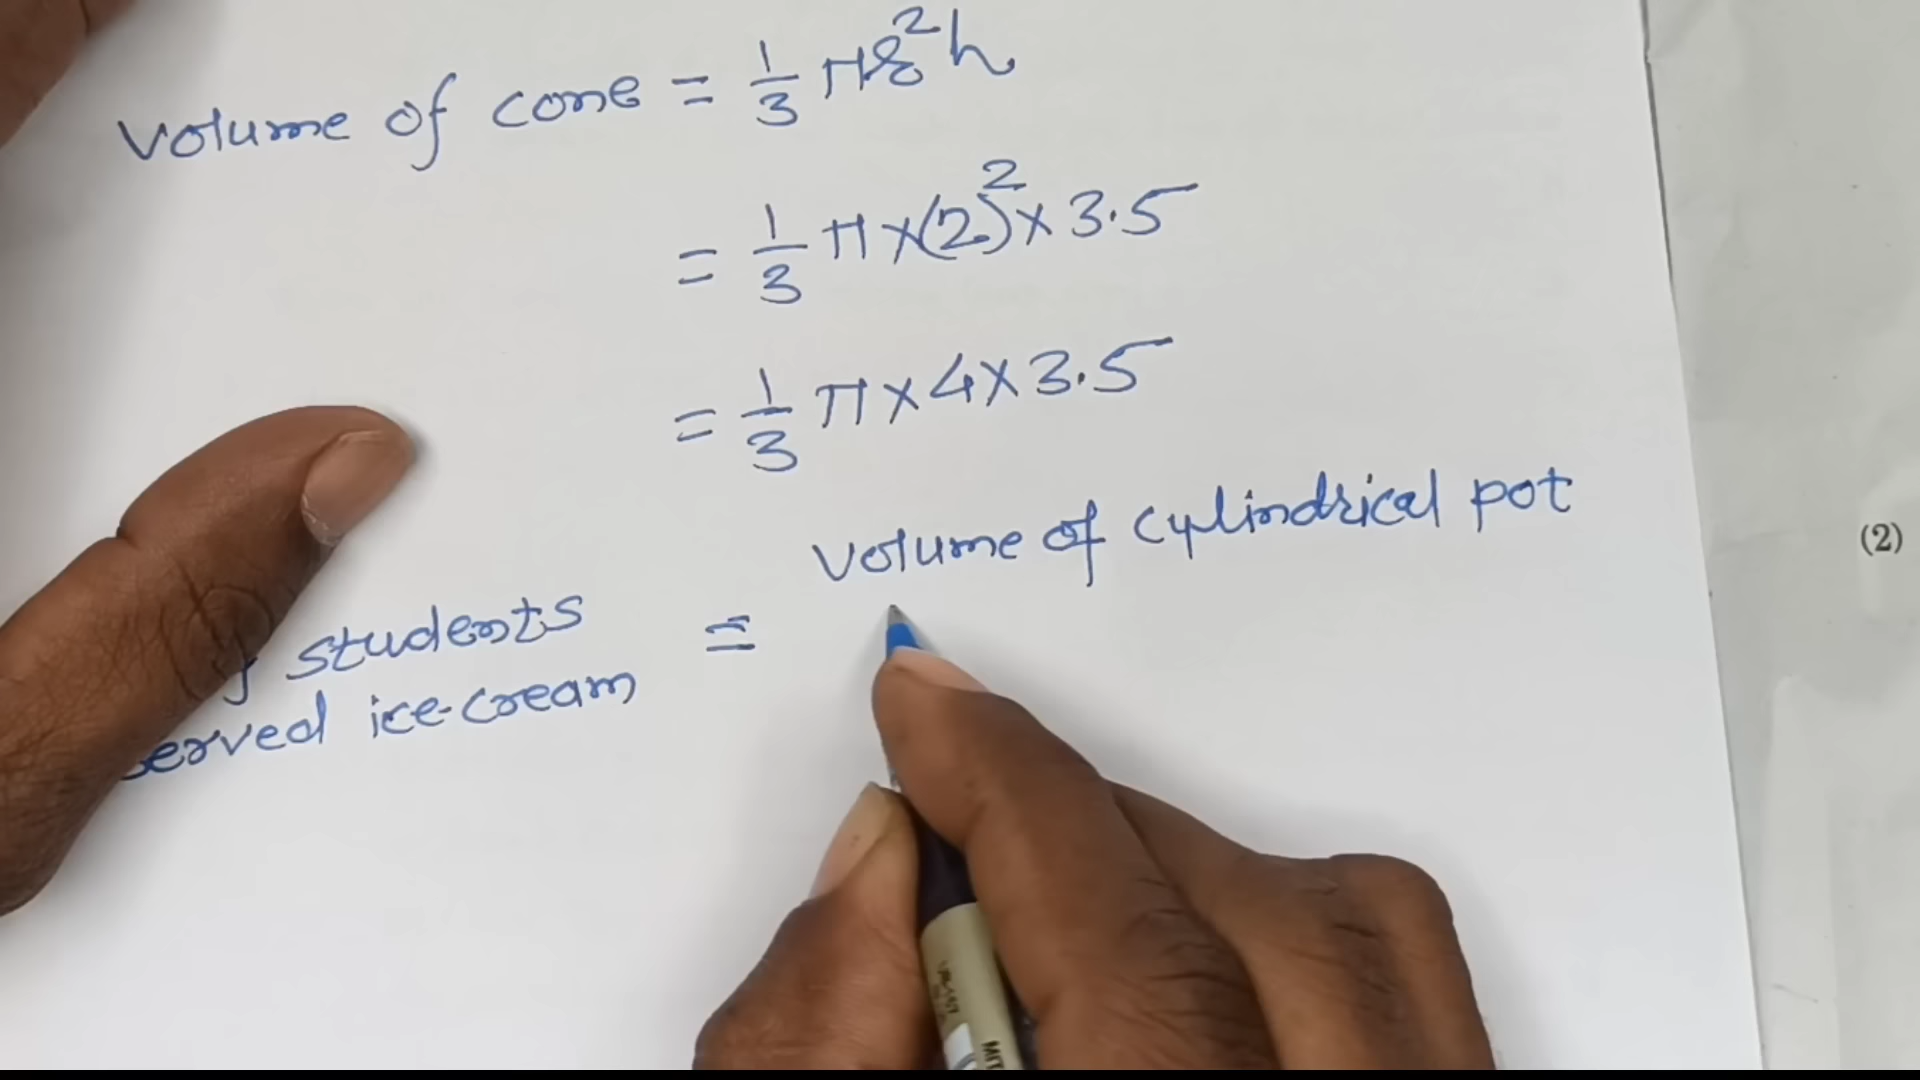 Volume of cone = 1/3 πr²h
= 1/3 π×(2)²×3.5
= 1/3 π×4×3.5
Volume of cylindrical pot
students =
served ice-cream
(2)